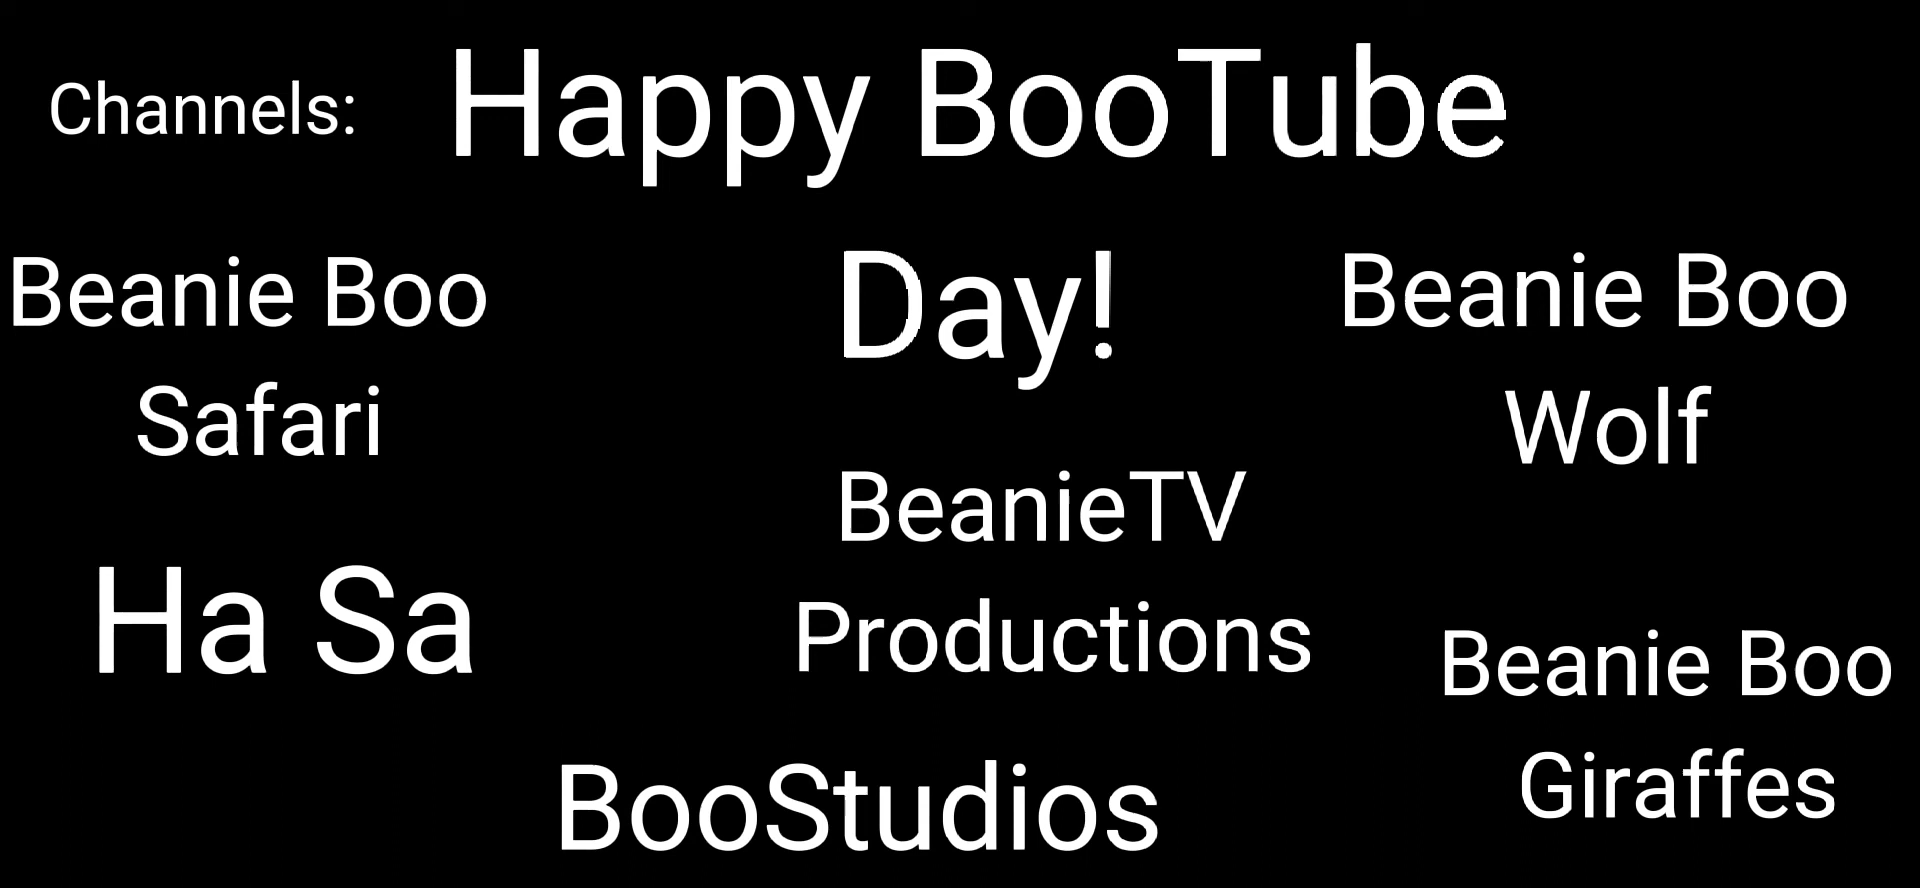 Channels:
Happy BooTube
Day!
Beanie Boo
Safari
Beanie Boo
Wolf
BeanieTV
Productions
Ha Sa
Beanie Boo
Giraffes
BooStudios